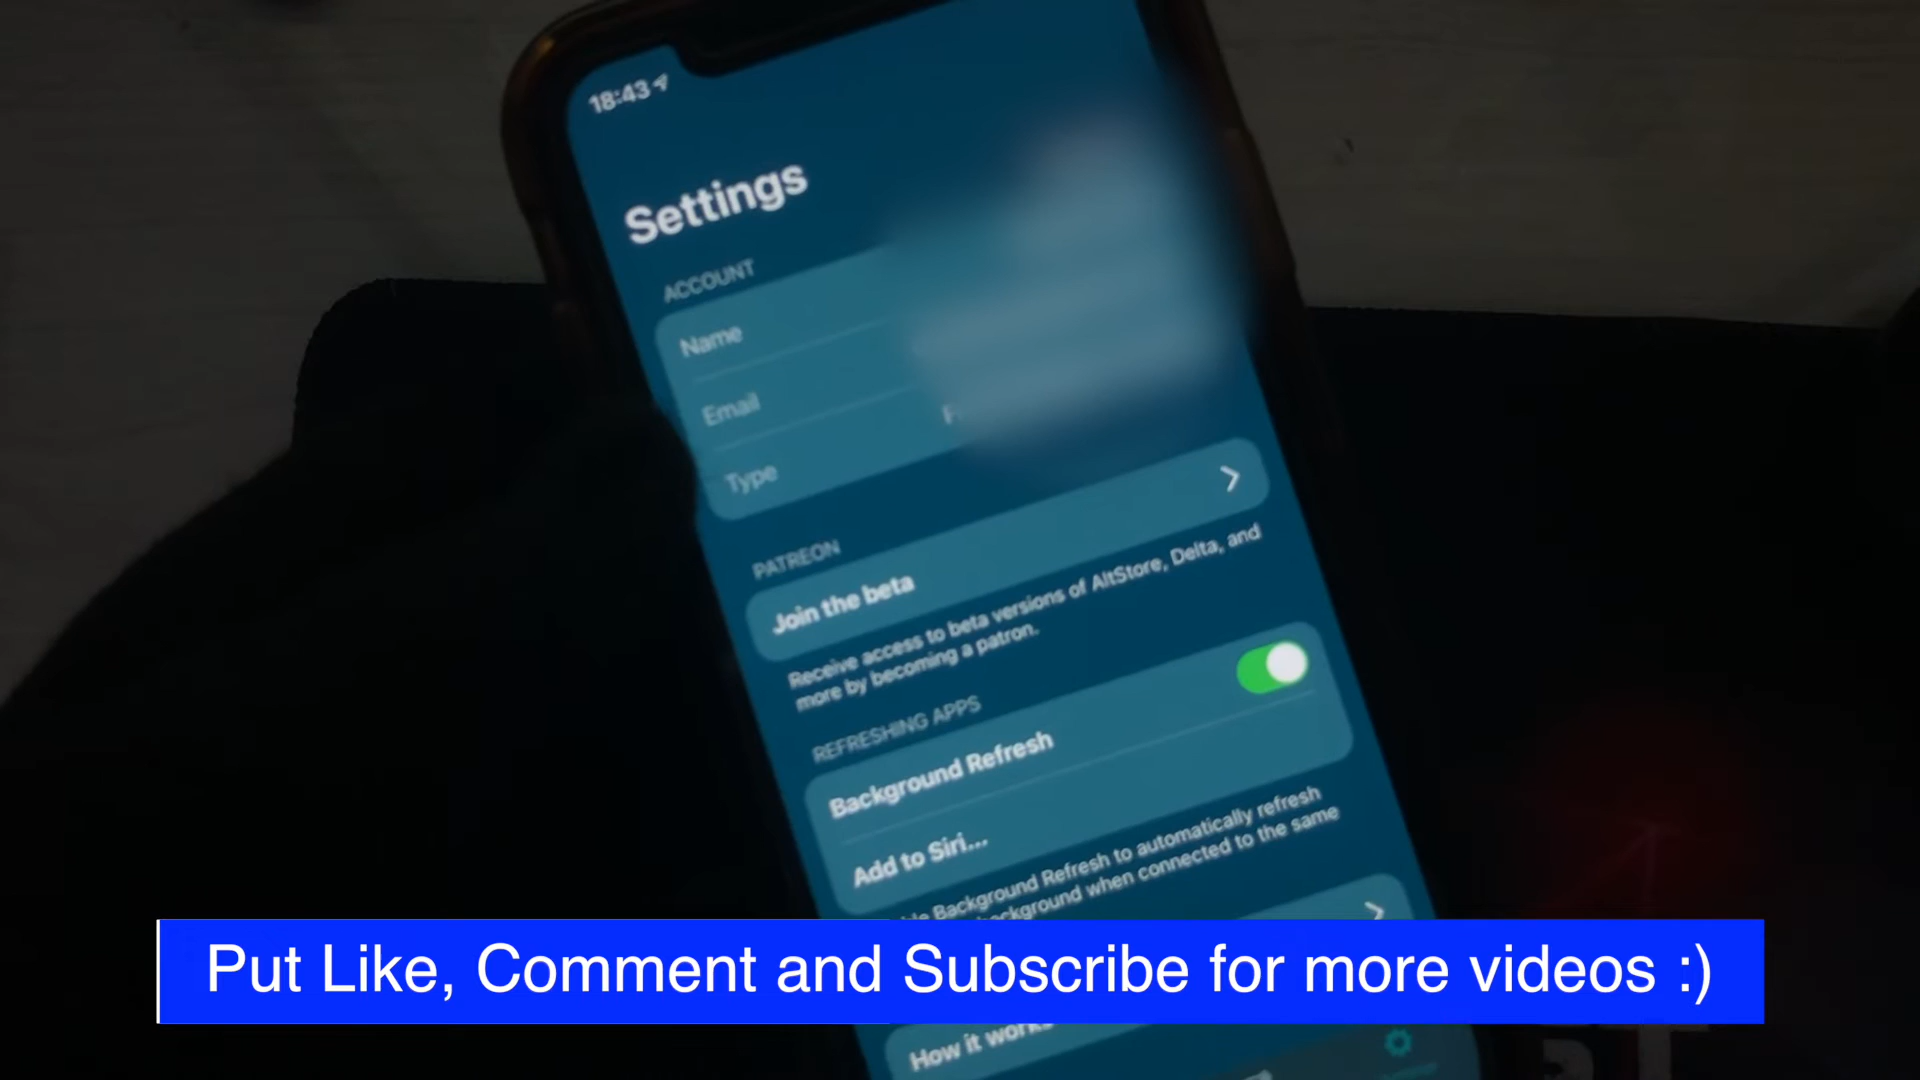 18:43
Settings
ACCOUNT
Name
Email
Type
PATREON
Join the beta
Receive access to beta versions of AltStore, Delta, and
more by becoming a patron.
REFRESHING APPS
Background Refresh
Add to Siri...
Background Refresh to automatically refresh
background when connected to the same
How it works
Put Like, Comment and Subscribe for more videos :)